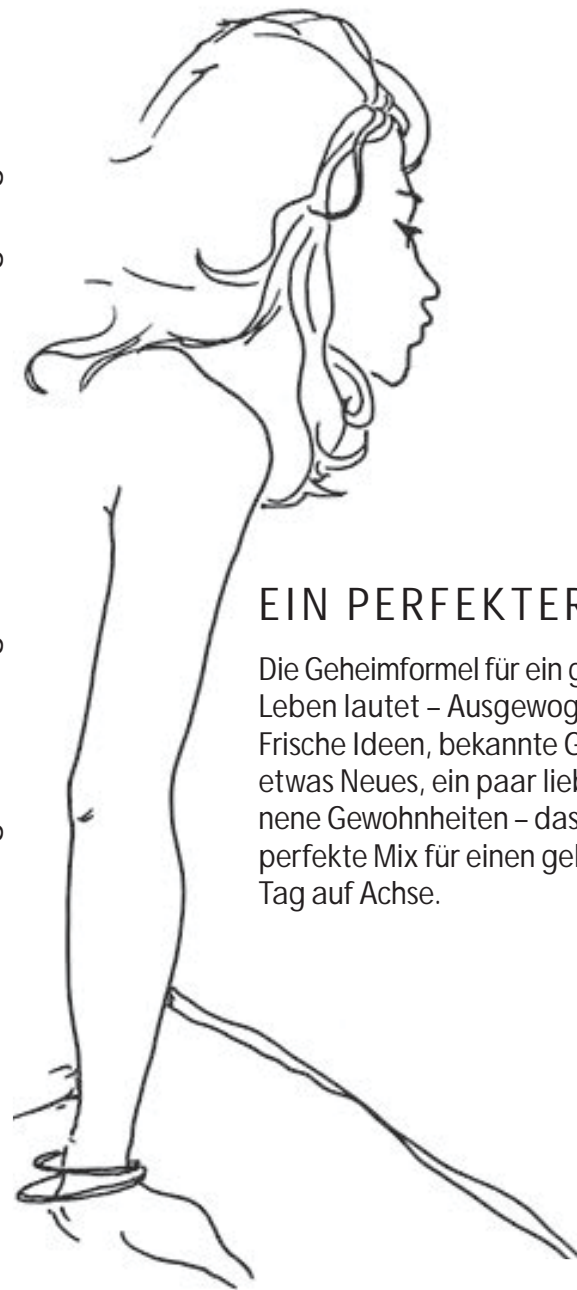 EIN PERFEKTER
Die Geheimformel für ein
Leben lautet –
Frische Ideen, bekannte
etwas Neues, ein paar
nene Gewohnheiten – das
perfekte Mix für einen
Tag auf Achse.